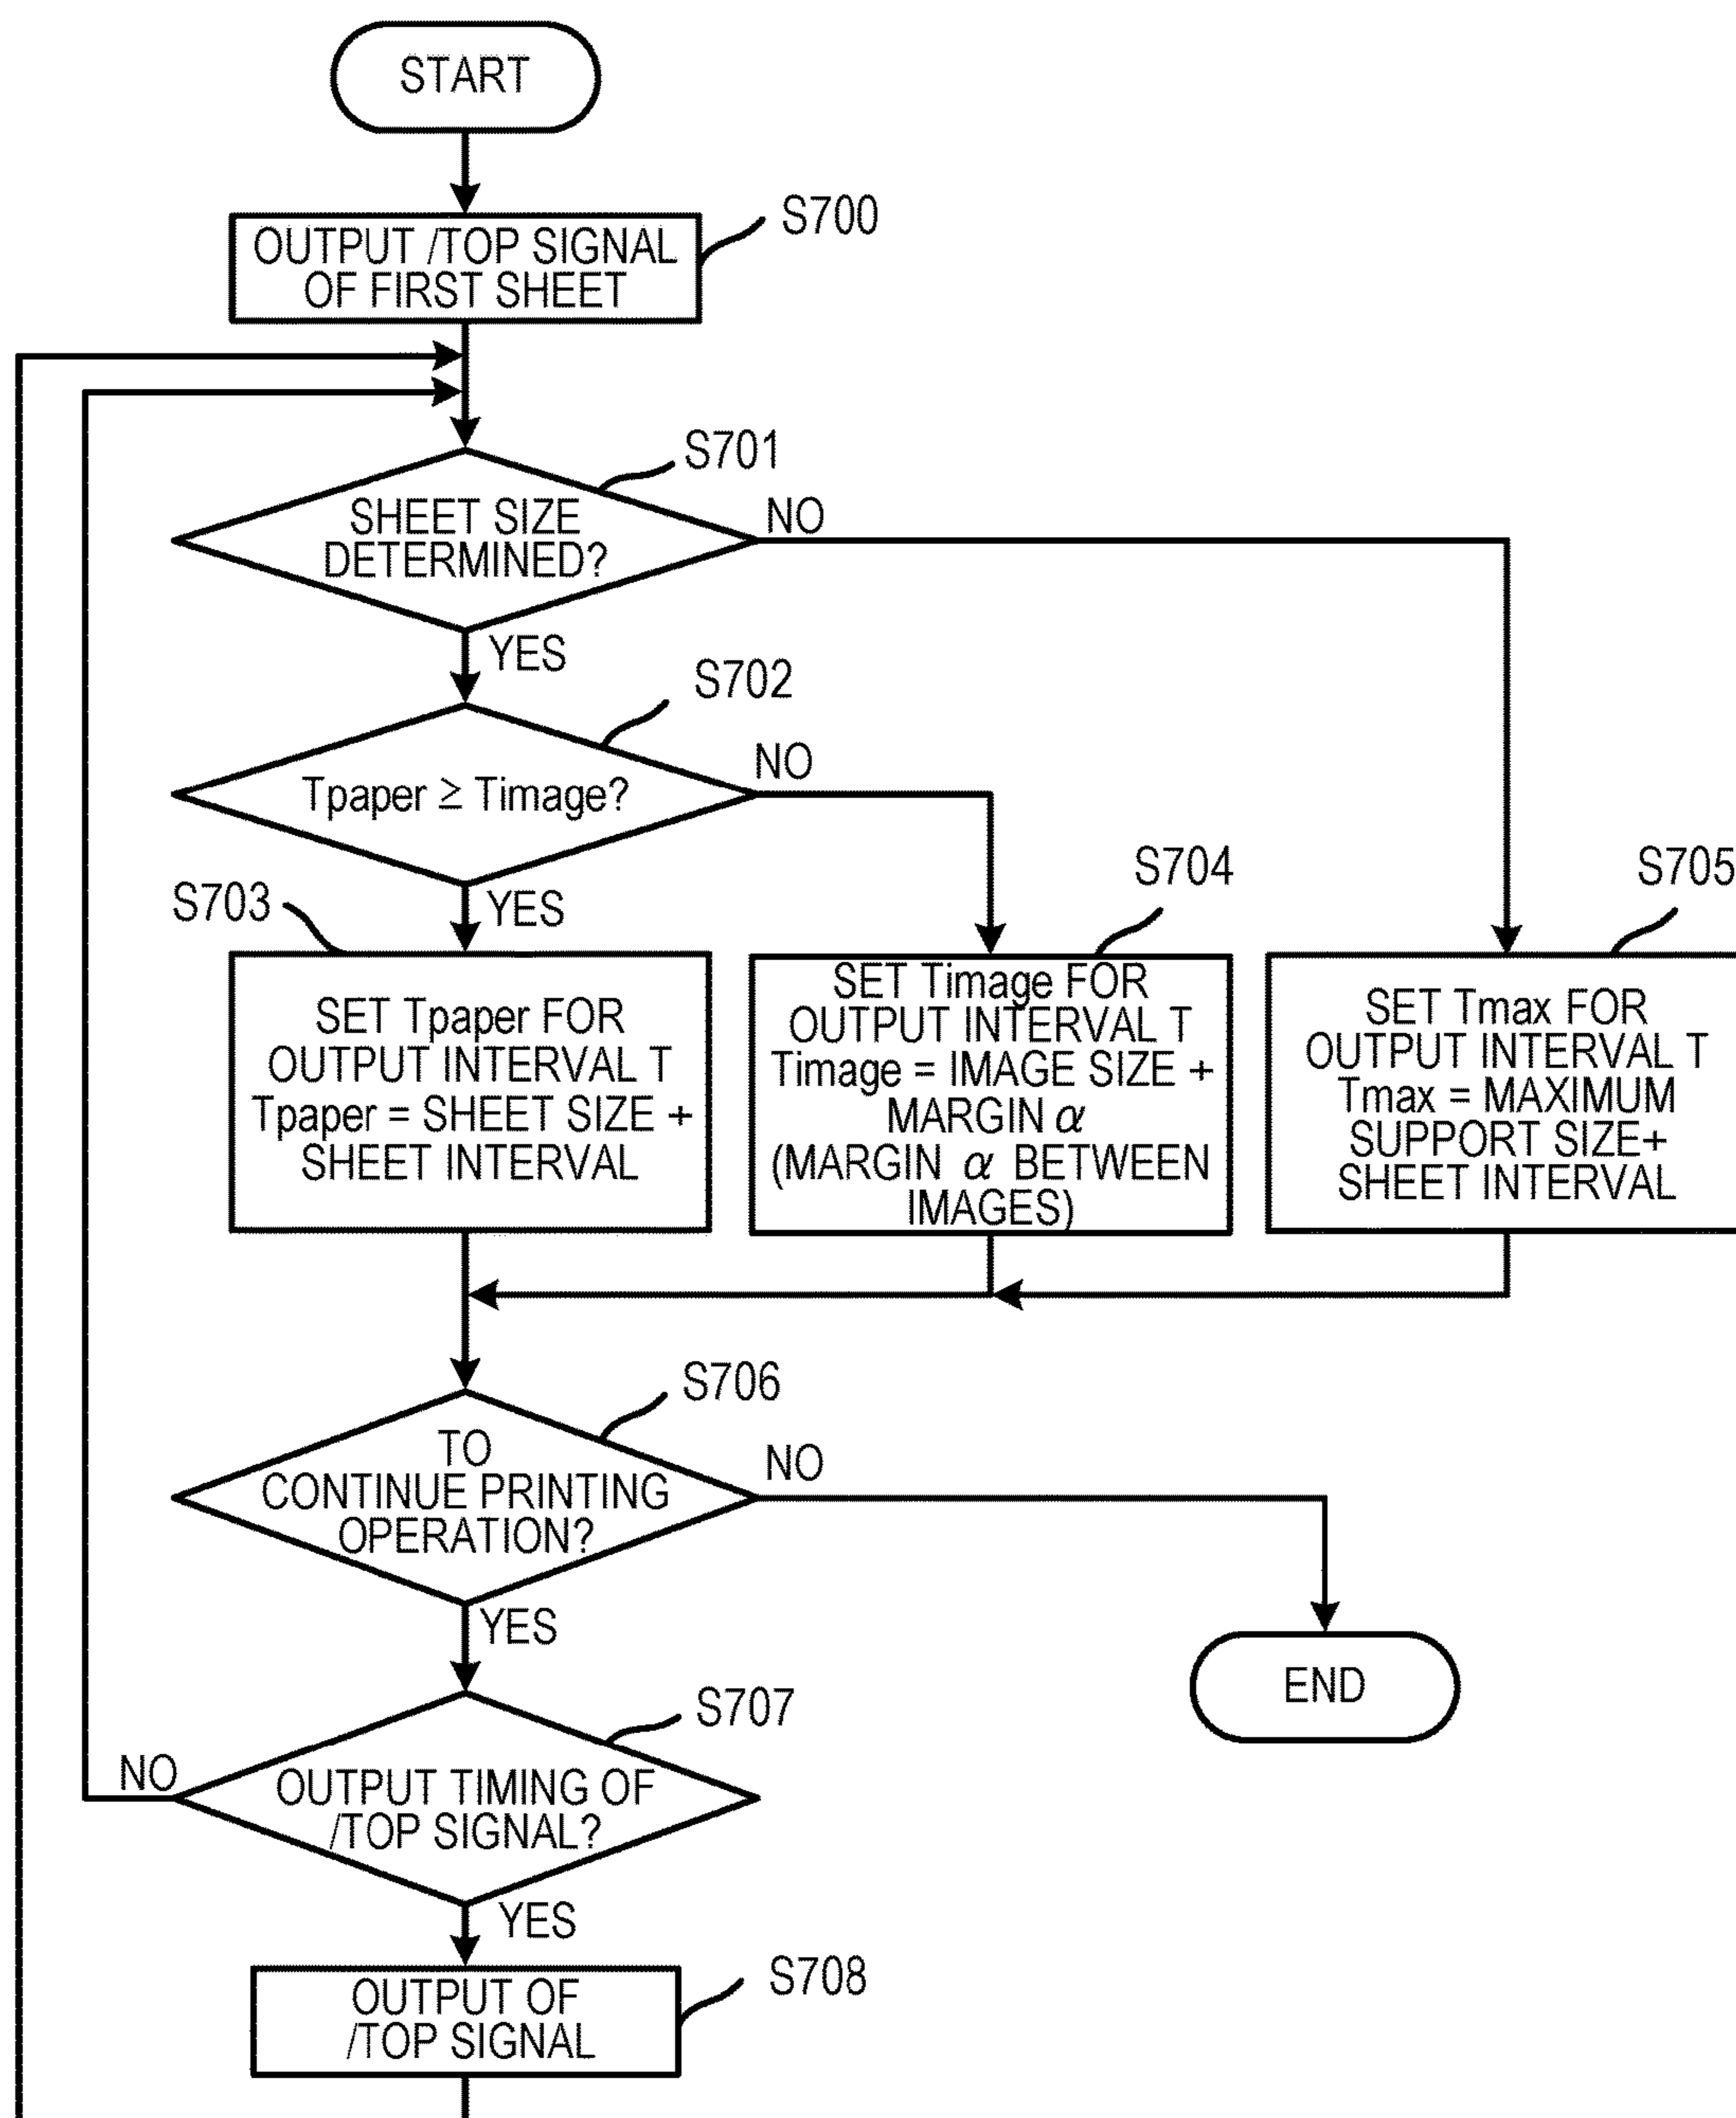 START
S700
OUTPUT /TOP SIGNAL
OF FIRST SHEET
S701
SHEET SIZE
DETERMINED?
NO
YES
S702
Tpaper ≥ Timage?
NO
YES
S703
SET Tpaper FOR
OUTPUT INTERVAL T
Tpaper = SHEET SIZE +
SHEET INTERVAL
S704
SET Timage FOR
OUTPUT INTERVAL T
Timage = IMAGE SIZE +
MARGIN α
(MARGIN α BETWEEN
IMAGES)
S705
SET Tmax FOR
OUTPUT INTERVAL T
Tmax = MAXIMUM
SUPPORT SIZE+
SHEET INTERVAL
S706
TO
CONTINUE PRINTING
OPERATION?
NO
YES
END
S707
OUTPUT TIMING OF
/TOP SIGNAL?
NO
YES
S708
OUTPUT OF
/TOP SIGNAL